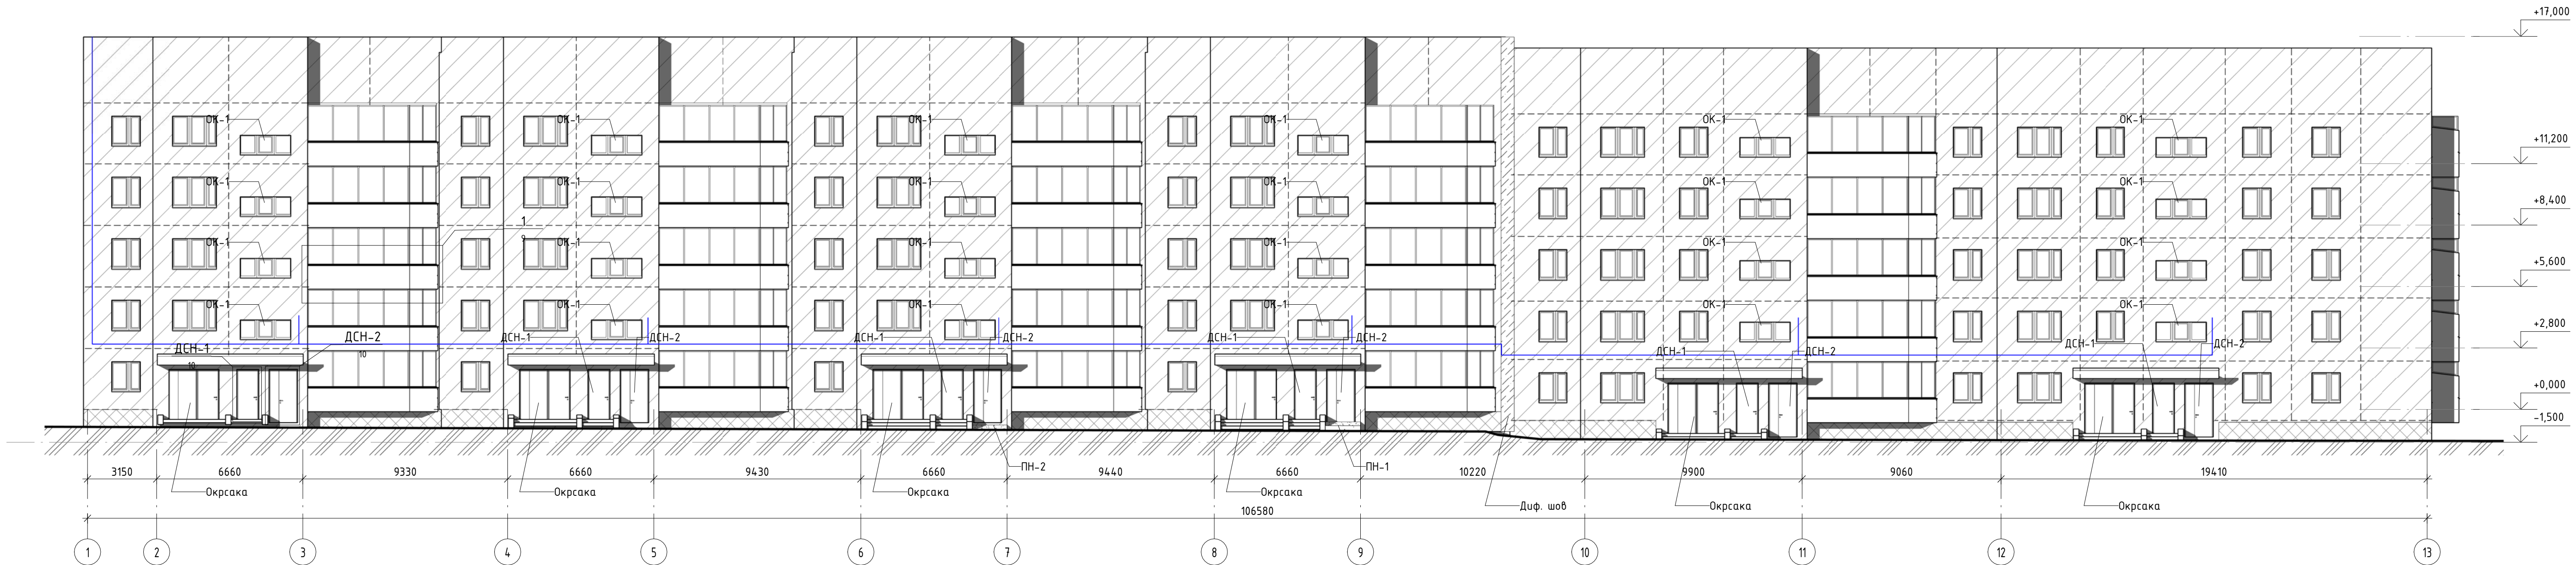 +17,000
ОК-1 ОК-1 ОК-1 ОК-1 ОК-1 ОК-1
+11,200
ОК-1 ОК-1 ОК-1 ОК-1 ОК-1 ОК-1
+8,400
1
9
ОК-1 ОК-1 ОК-1 ОК-1 ОК-1 ОК-1
+5,600
ОК-1 ОК-1 ОК-1 ОК-1 ОК-1 ОК-1
+2,800
ДСН-1 ДСН-2 ДСН-1 ДСН-2 ДСН-1 ДСН-2 ДСН-1 ДСН-2 ДСН-1 ДСН-2 ДСН-1 ДСН-2
10 10
+0,000
-1,500
ПН-2 ПН-1
3150 6660 9330 6660 9430 6660 9440 6660 10220 9900 9060 19410
Окрсака Окрсака Окрсака Окрсака Окрсака Окрсака
Диф. шов
106580
1 2 3 4 5 6 7 8 9 10 11 12 13